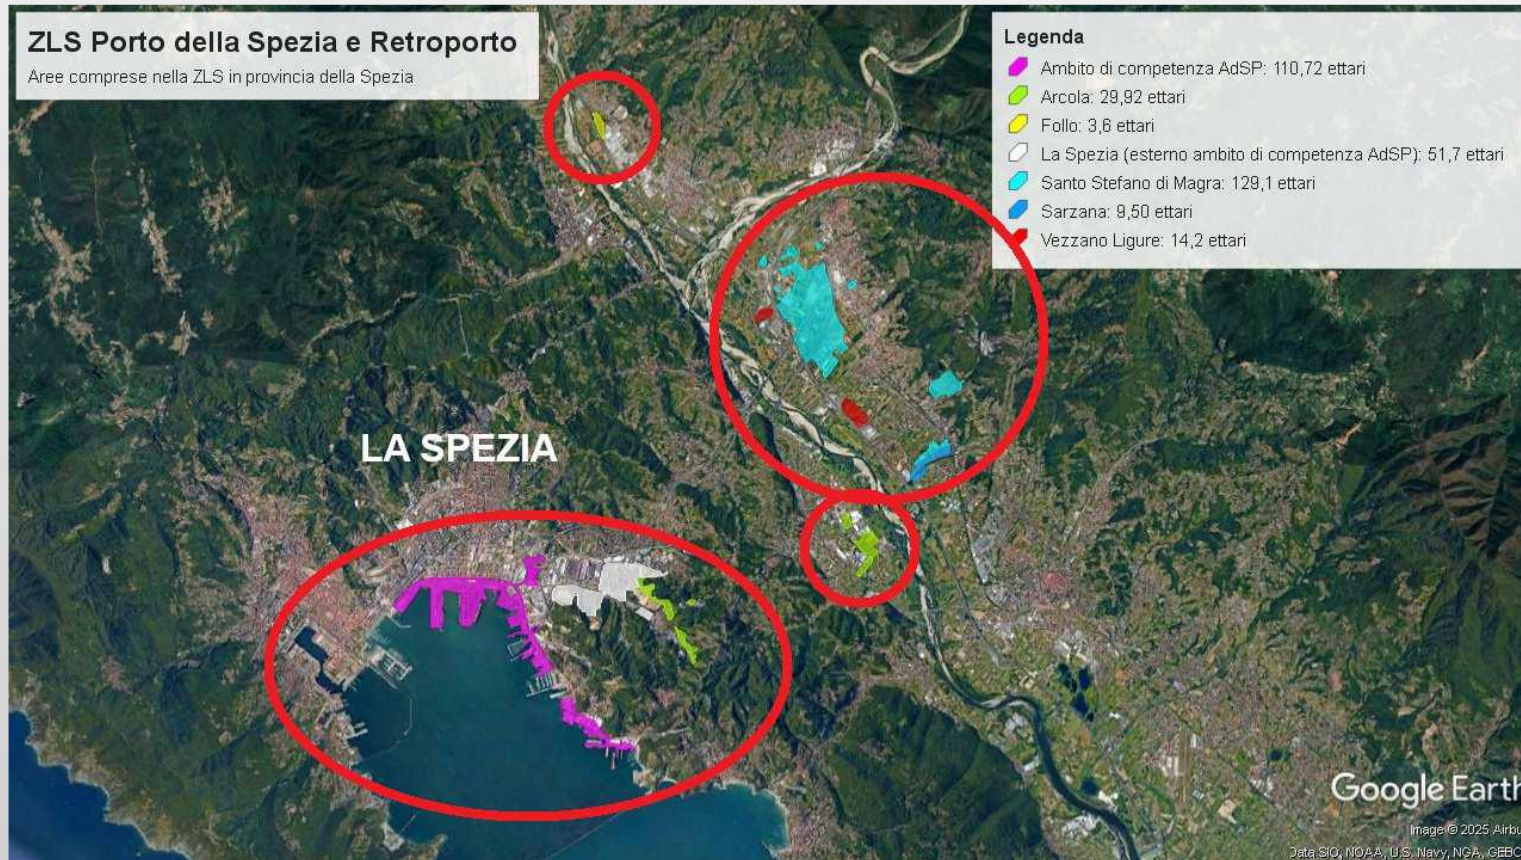 ZLS Porto della Spezia e Retroporto
Aree comprese nella ZLS in provincia della Spezia
Legenda
Ambito di competenza AdSP: 110,72 ettari
Arcola: 29,92 ettari
Follo: 3,6 ettari
La Spezia (esterno ambito di competenza AdSP): 51,7 ettari
Santo Stefano di Magra: 129,1 ettari
Sarzana: 9,50 ettari
Vezzano Ligure: 14,2 ettari
LA SPEZIA
Google Earth
Image © 2025 Airbu
Data SIO, NOAA, U.S. Navy, NGA, GEBC